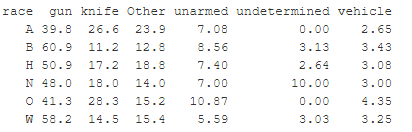 race gun knife Other unarmed undetermined vehicle
A 39.8 26.6 23.9 7.08 0.00 2.65
B 60.9 11.2 12.8 8.56 3.13 3.43
H 50.9 17.2 18.8 7.40 2.64 3.08
N 48.0 18.0 14.0 7.00 10.00 3.00
O 41.3 28.3 15.2 10.87 0.00 4.35
W 58.2 14.5 15.4 5.59 3.03 3.25